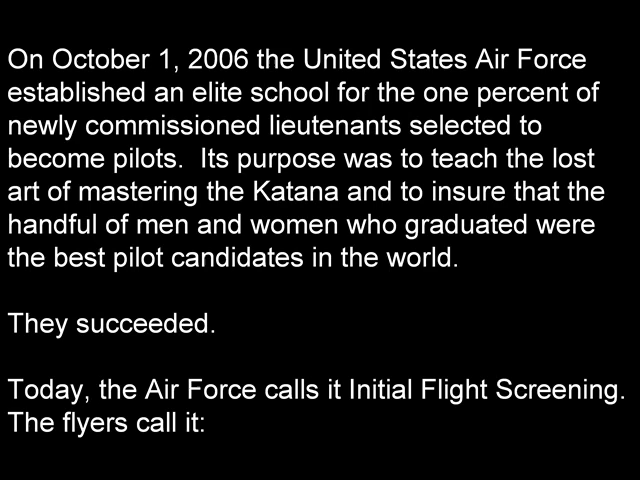 On October 1, 2006 the United States Air Force
established an elite school for the one percent of
newly commissioned lieutenants selected to
become pilots.  Its purpose was to teach the lost
art of mastering the Katana and to insure that the
handful of men and women who graduated were
the best pilot candidates in the world.
They succeeded.
Today, the Air Force calls it Initial Flight Screening.
The flyers call it: